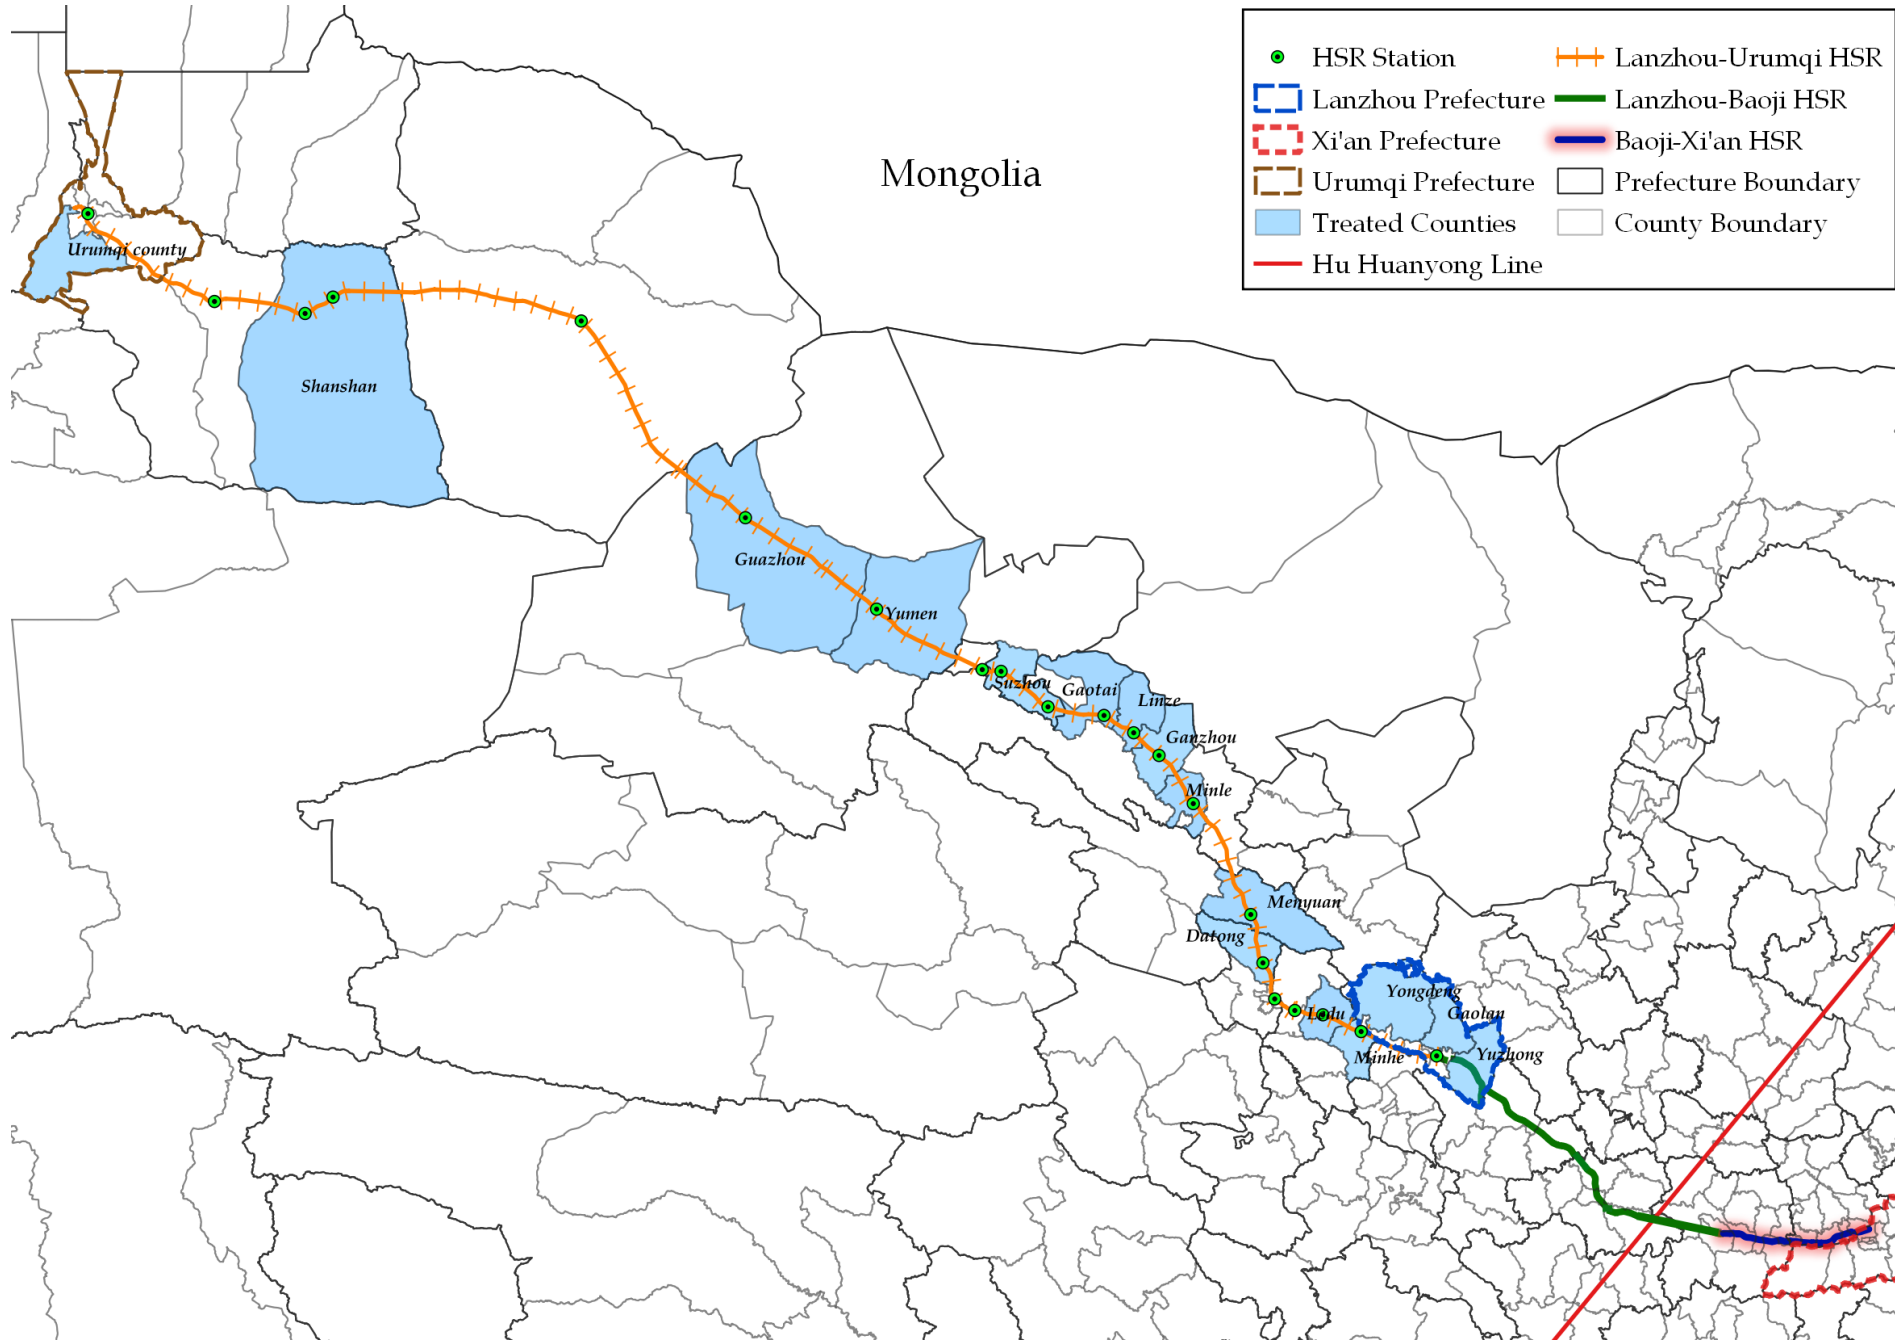 HSR Station
Lanzhou-Urumqi HSR
Lanzhou Prefecture
Lanzhou-Baoji HSR
Xi'an Prefecture
Baoji-Xi'an HSR
Urumqi Prefecture
Prefecture Boundary
Treated Counties
County Boundary
Hu Huanyong Line
Mongolia
Urumqi county
Shanshan
Guazhou
Yumen
Suzhou
Gaotai
Linze
Ganzhou
Minle
Menyuan
Datong
Yongdeng
Ledu
Gaolan
Minhe
Yuzhong